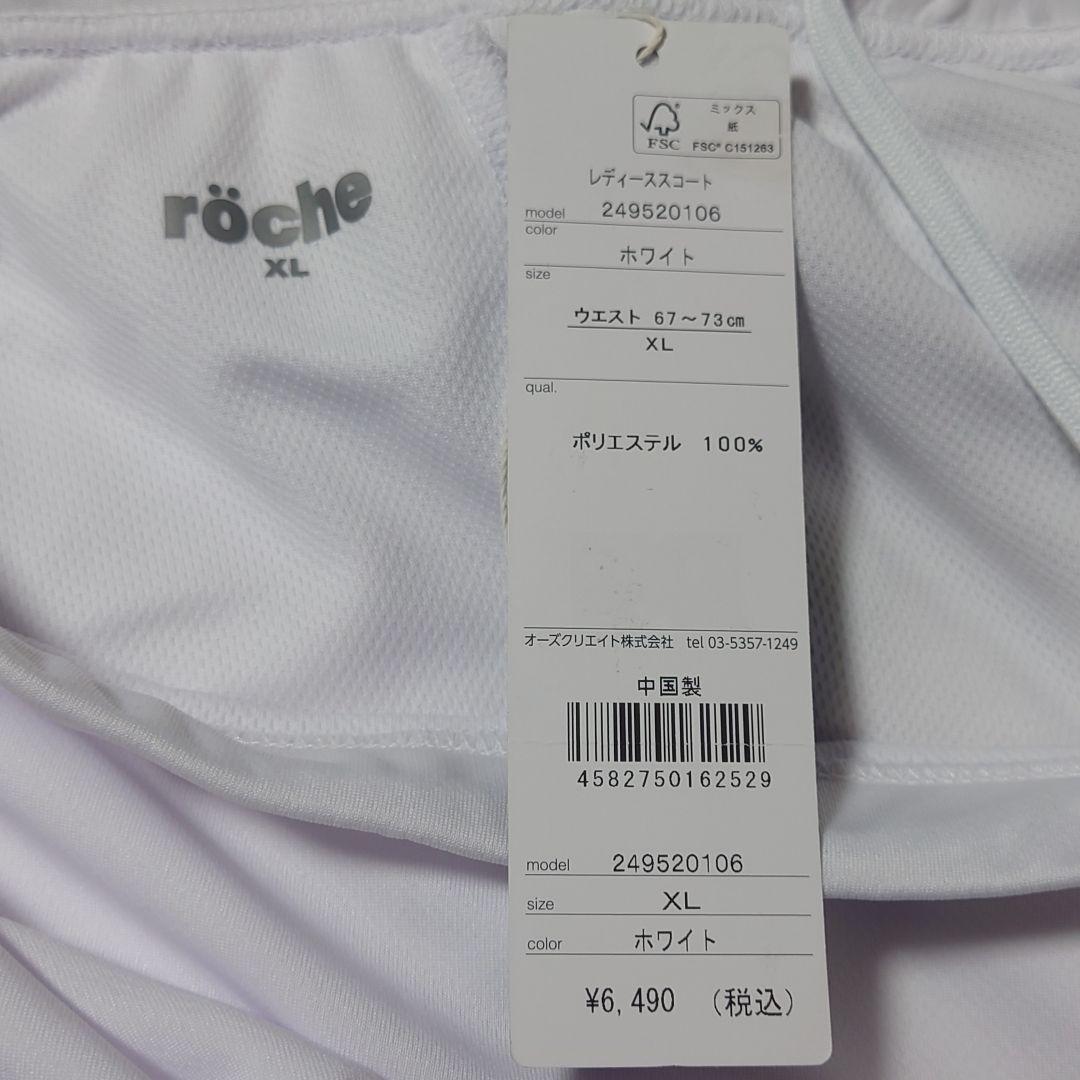 röche
XL
FSC®
ミックス
紙
FSC® C151263
レディーススコート
model 249520106
color
ホワイト
size
ウエスト 67～73cm
XL
qual.
ポリエステル 100%
オーズクリエイト株式会社 tel 03-5357-1249
中国製
4582750162529
model 249520106
size XL
color ホワイト
¥6,490 (税込)